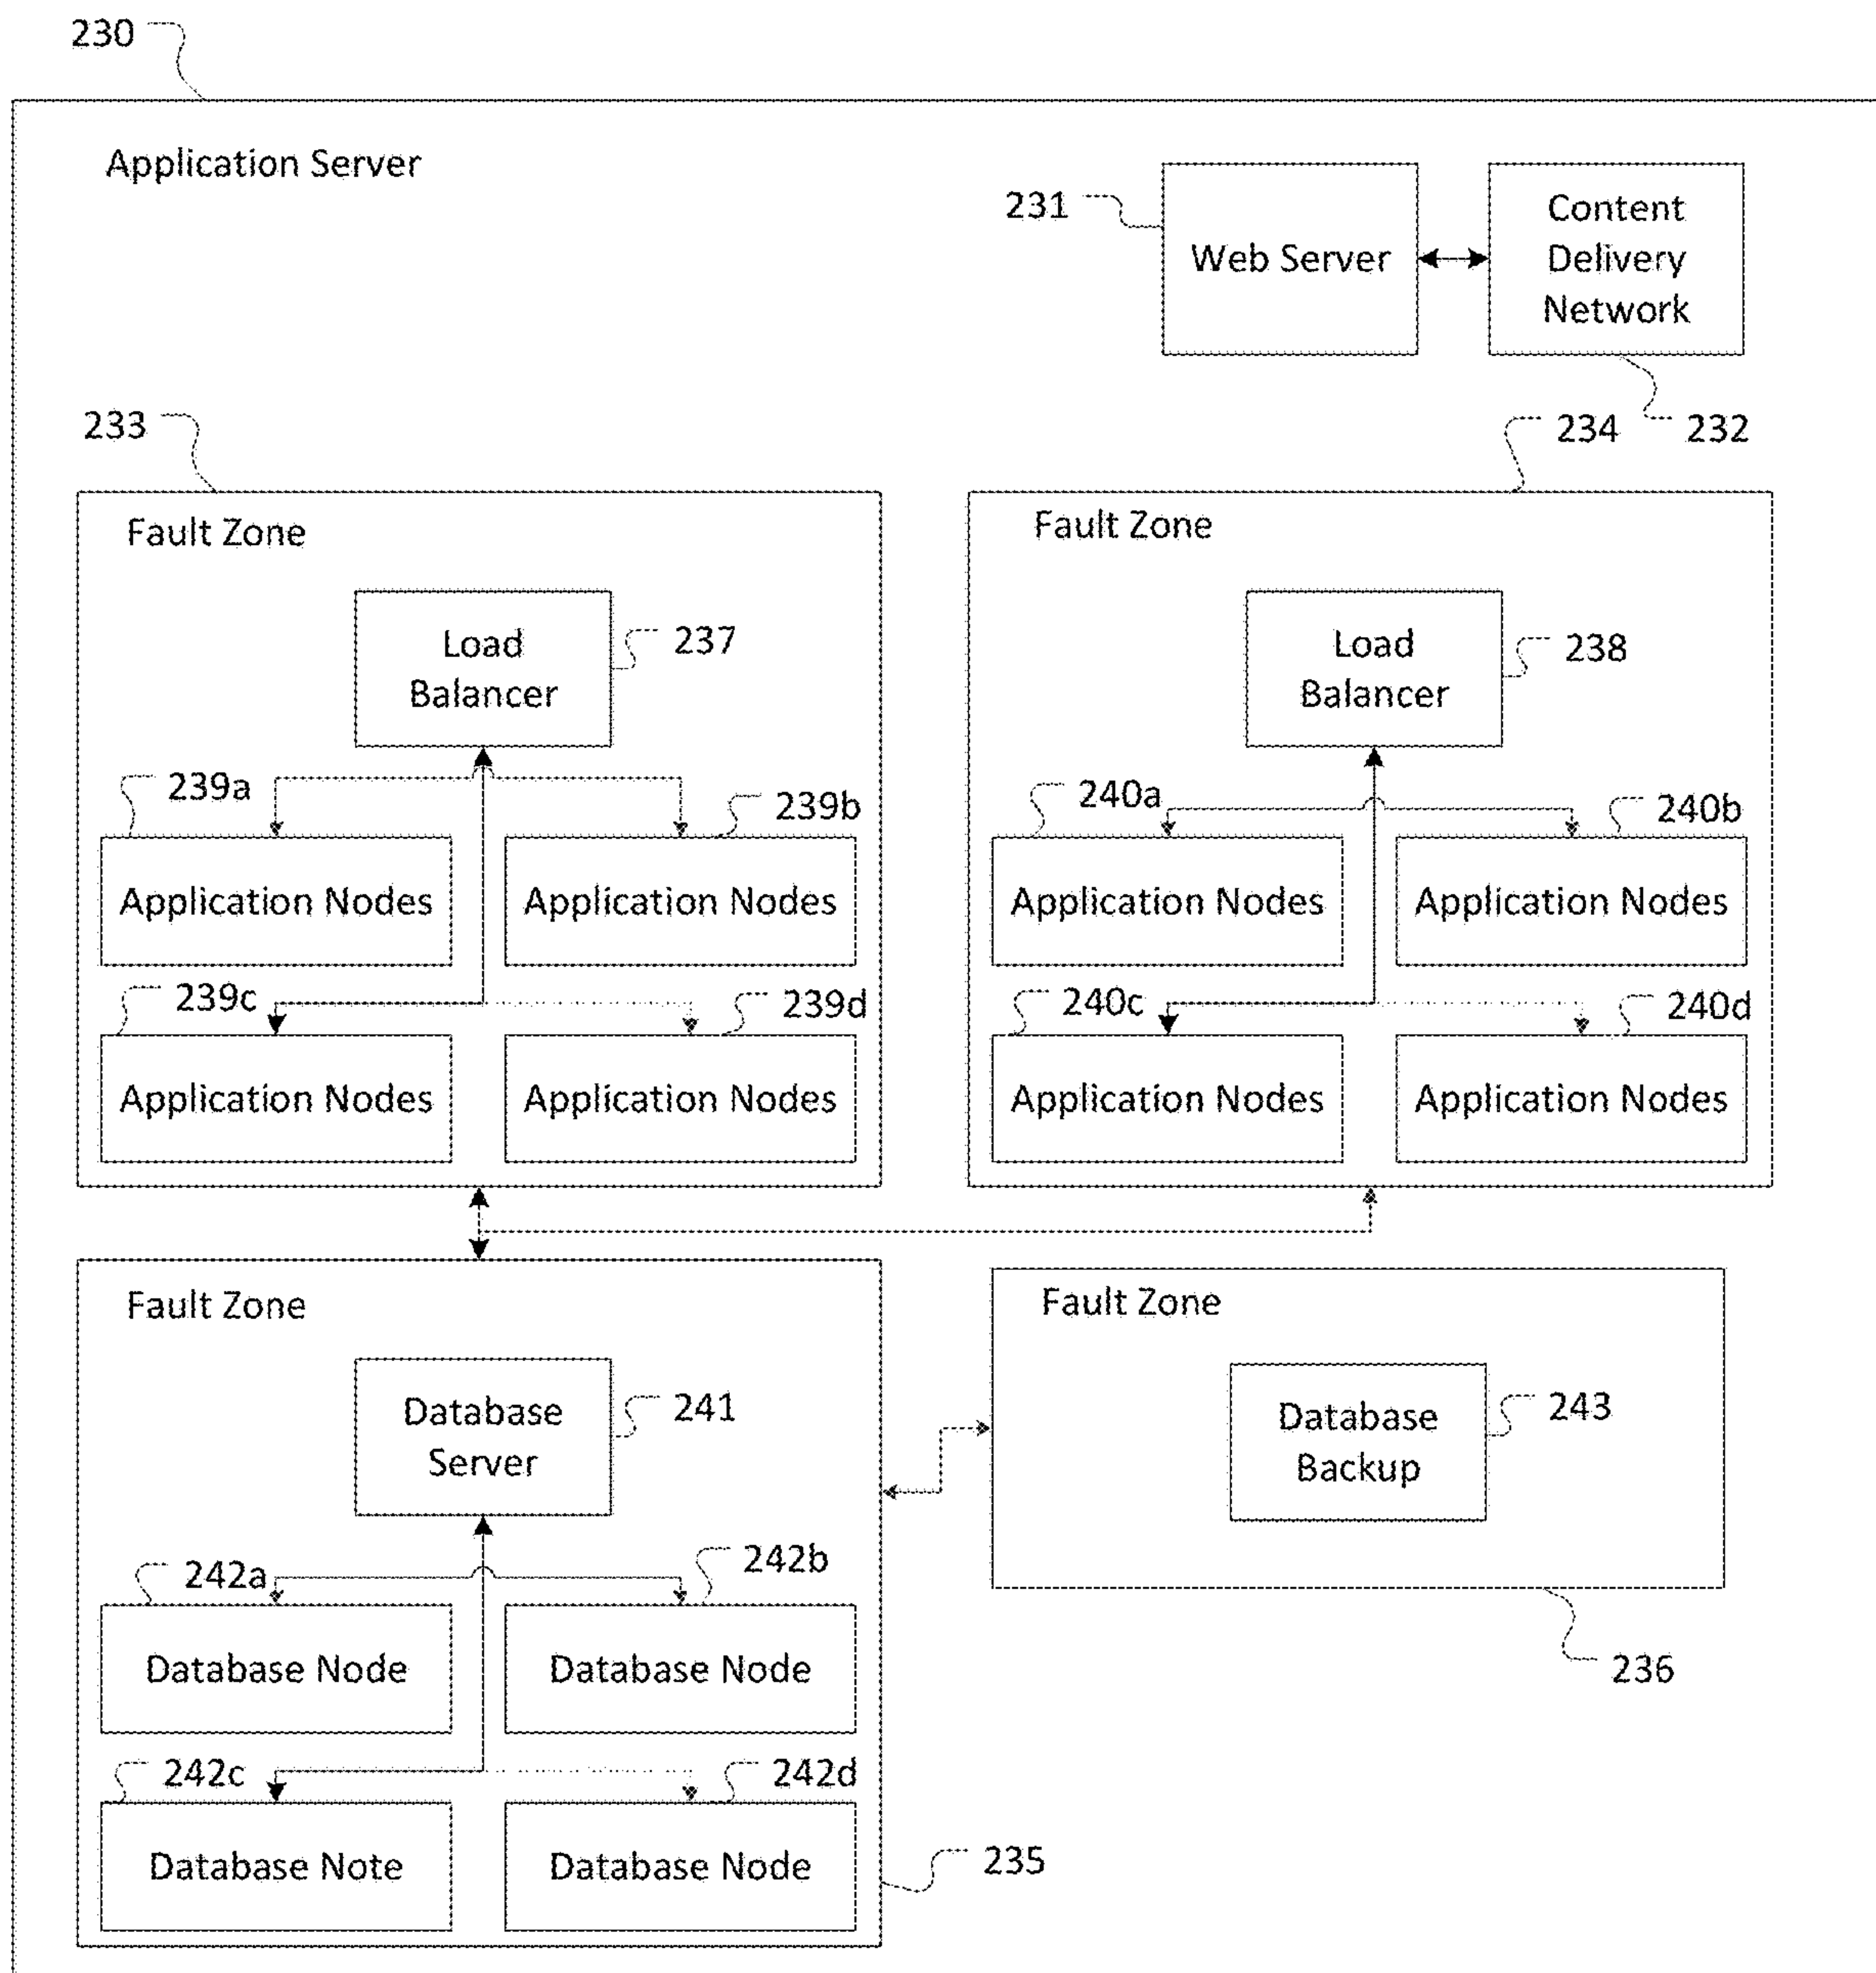 230
Application Server
231
Web Server
Content
Delivery
Network
232
233
234
Fault Zone
Load
Balancer
237
239a
239b
Application Nodes
Application Nodes
239c
239d
Application Nodes
Application Nodes
Fault Zone
Load
Balancer
238
240a
240b
Application Nodes
Application Nodes
240c
240d
Application Nodes
Application Nodes
Fault Zone
Database
Server
241
242a
242b
Database Node
Database Node
242c
242d
Database Note
Database Node
235
Fault Zone
Database
Backup
243
236